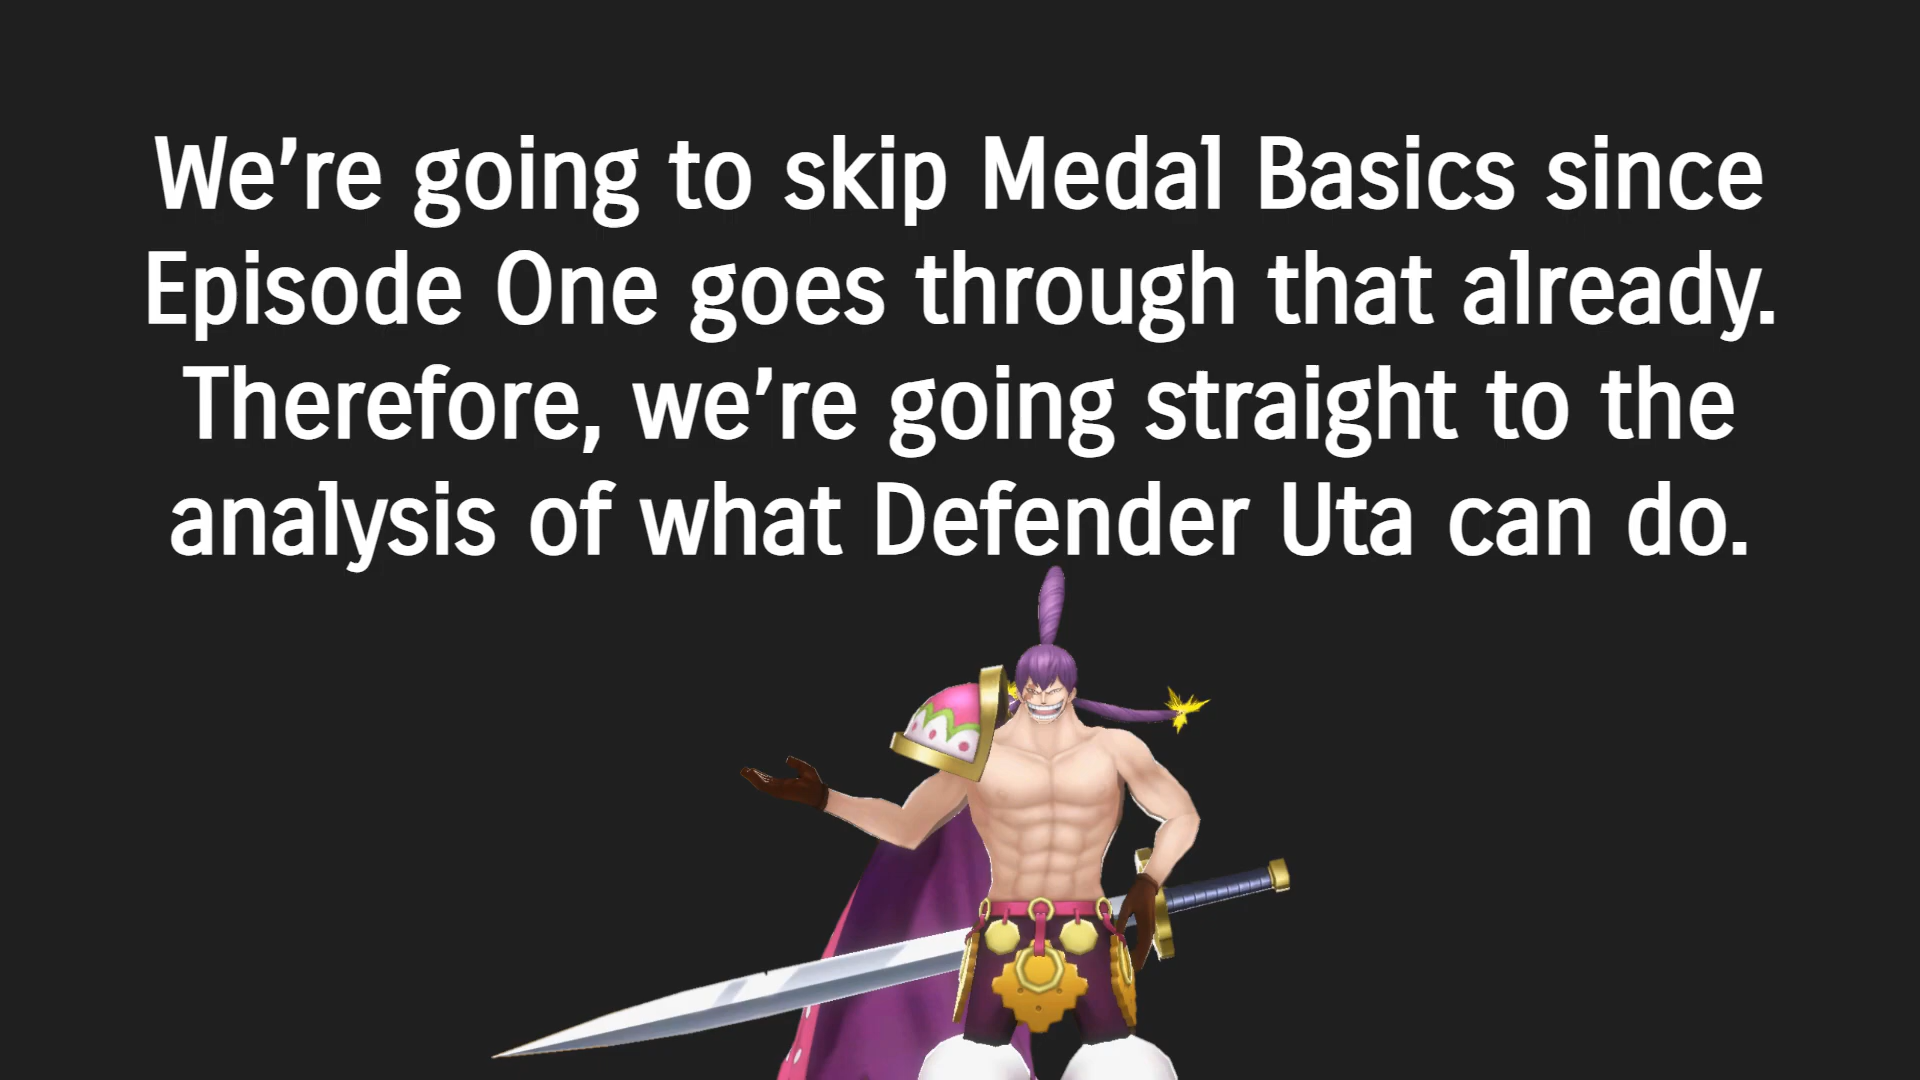 We're going to skip Medal Basics since
Episode One goes through that already.
Therefore, we're going straight to the
analysis of what Defender Uta can do.